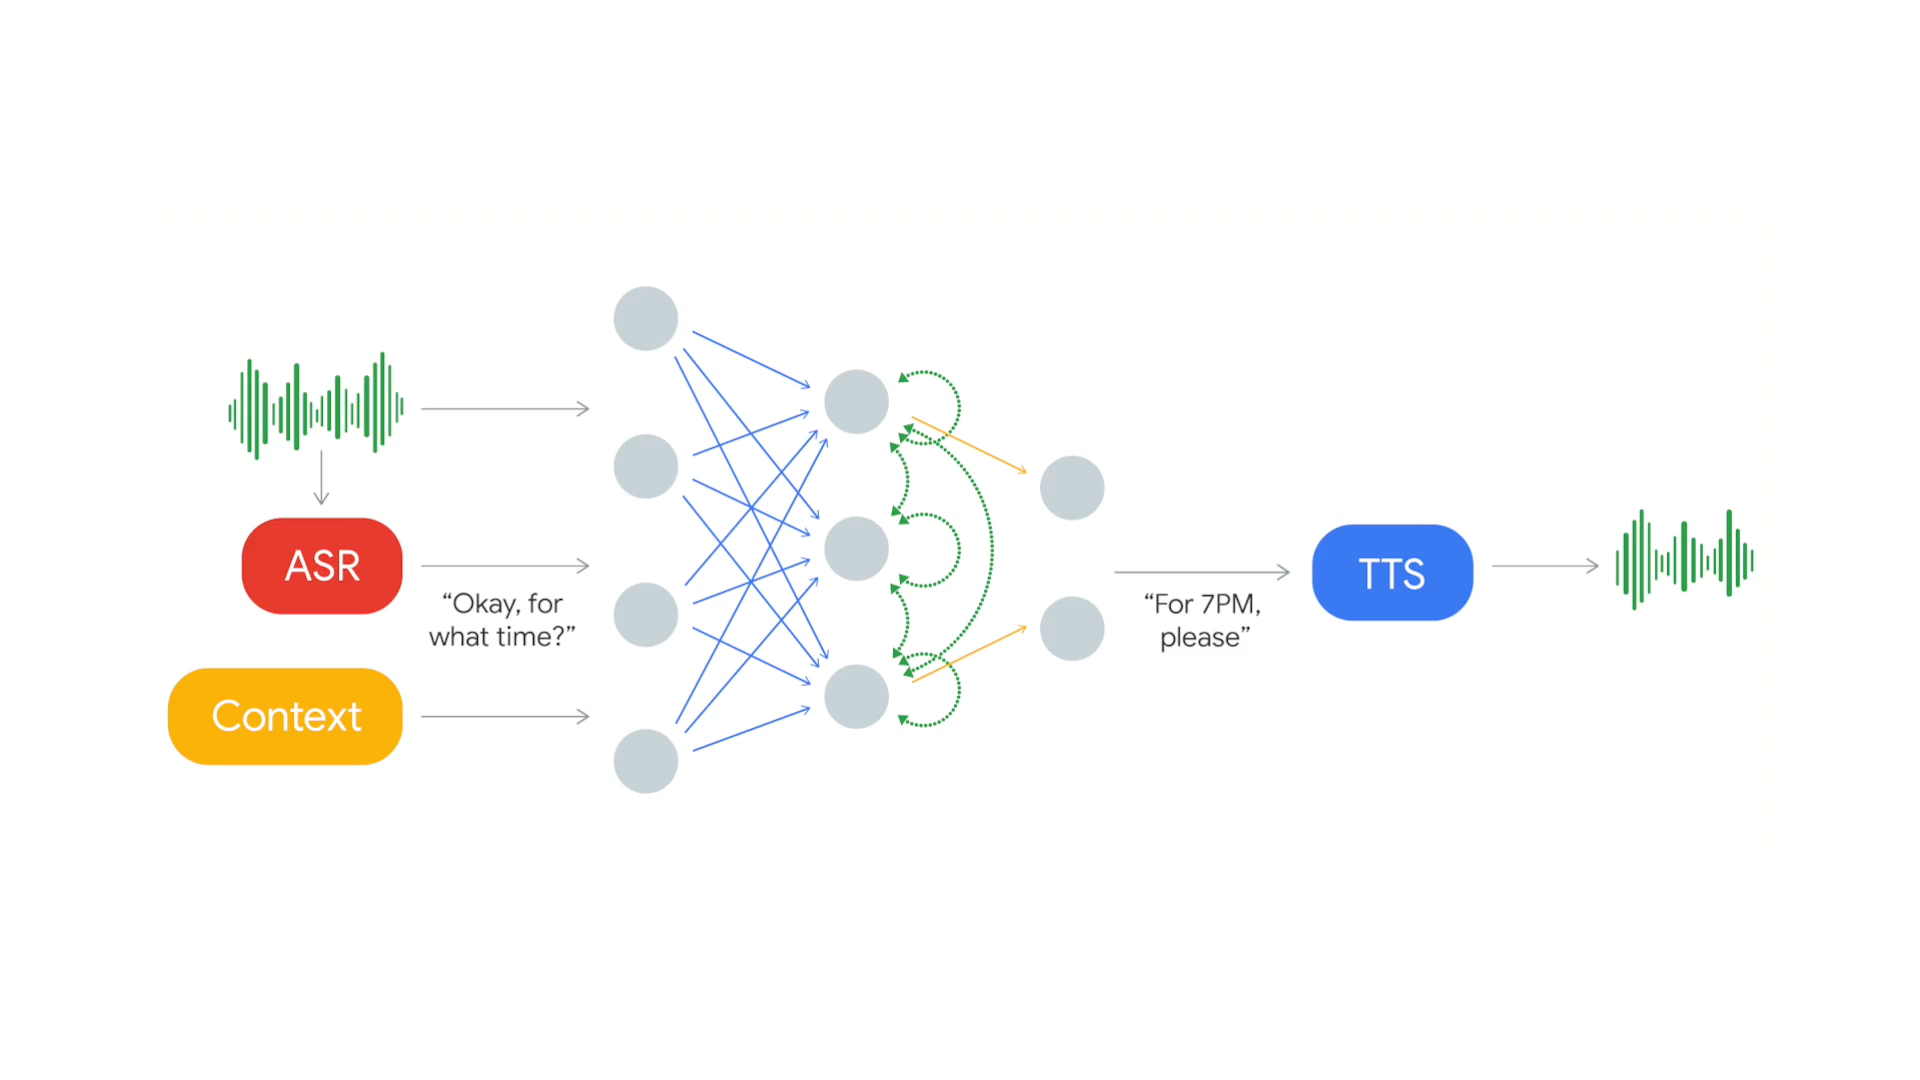 ASR
“Okay, for
what time?”
Context
“For 7PM,
please”
TTS